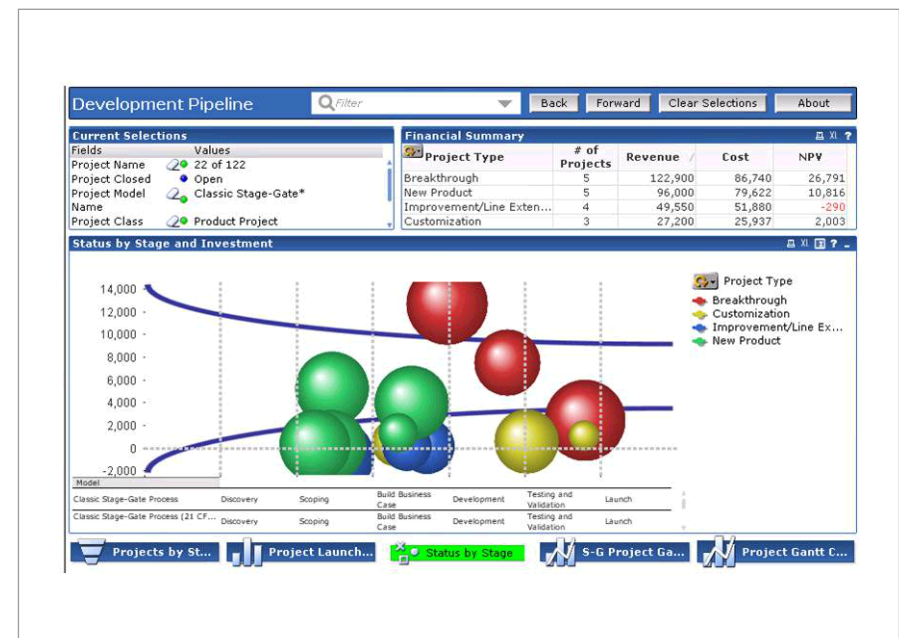 Development Pipeline
Filter
Back
Forward
Clear Selections
About
Current Selections
Fields Values
Project Name 22 of 122
Project Closed Open
Project Model Name Classic Stage-Gate*
Project Class Product Project
Financial Summary
XL ?
Project Type # of Projects Revenue Cost NPV
Breakthrough 5 122,900 86,740 26,791
New Product 5 96,000 79,622 10,816
Improvement/Line Exten... 4 49,550 51,880 -290
Customization 3 27,200 25,937 2,003
Status by Stage and Investment
XL ?
14,000
12,000
10,000
8,000
6,000
4,000
2,000
0
-2,000
Project Type
Breakthrough
Customization
Improvement/Line Ex...
New Product
Model
Classic Stage-Gate Process Discovery Scoping Build Business Case Development Testing and Validation Launch
Classic Stage-Gate Process (21 CF... Discovery Scoping Build Business Case Development Testing and Validation Launch
Projects by St...
Project Launch...
Status by Stage
S-G Project Ga...
Project Gantt C...